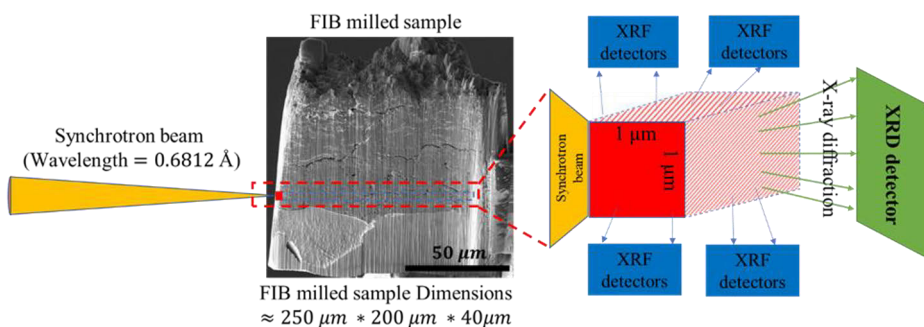 FIB milled sample
Synchrotron beam
(Wavelength = 0.6812 Å)
50 μm
FIB milled sample Dimensions
≈ 250 μm * 200 μm * 40μm
XRF
detectors
XRF
detectors
Synchrotron beam
1 μm
1 μm
X-ray diffraction
XRD detector
XRF
detectors
XRF
detectors